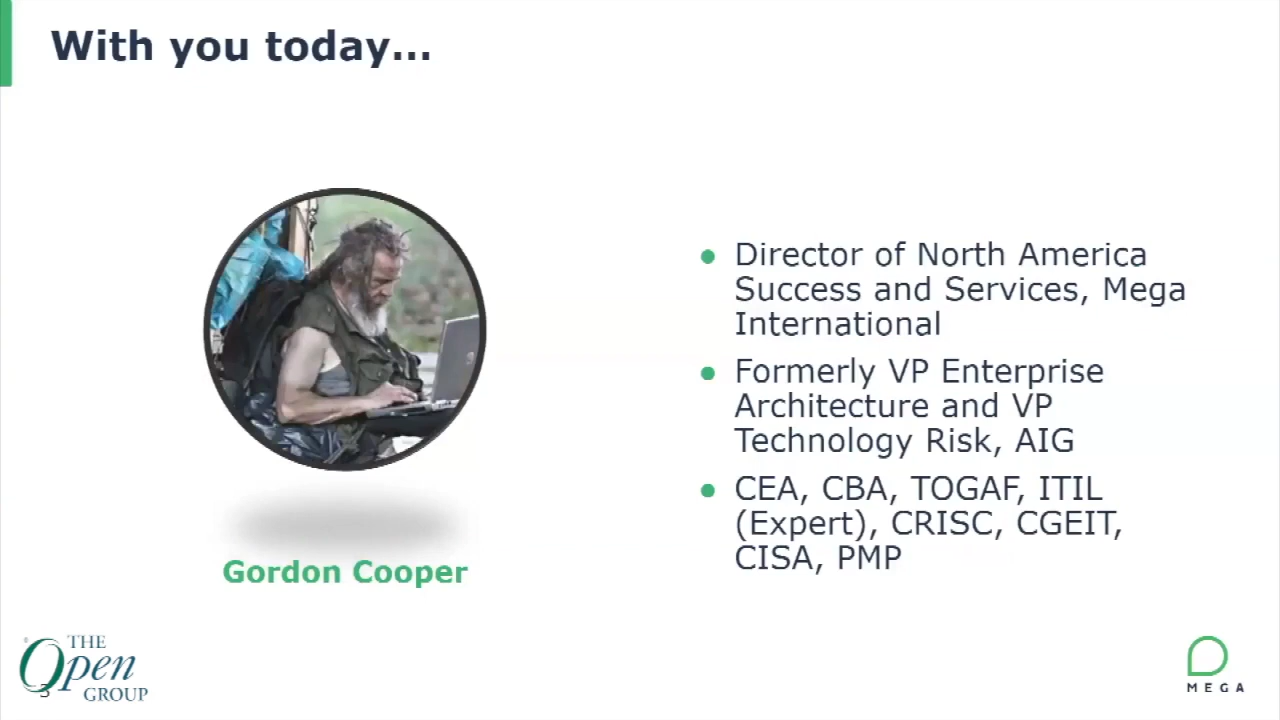 With you today...
Director of North America
Success and Services, Mega
International
Formerly VP Enterprise
Architecture and VP
Technology Risk, AIG
CEA, CBA, TOGAF, ITIL
(Expert), CRISC, CGEIT,
CISA, PMP
Gordon Cooper
THE
Open
GROUP
3
MEGA